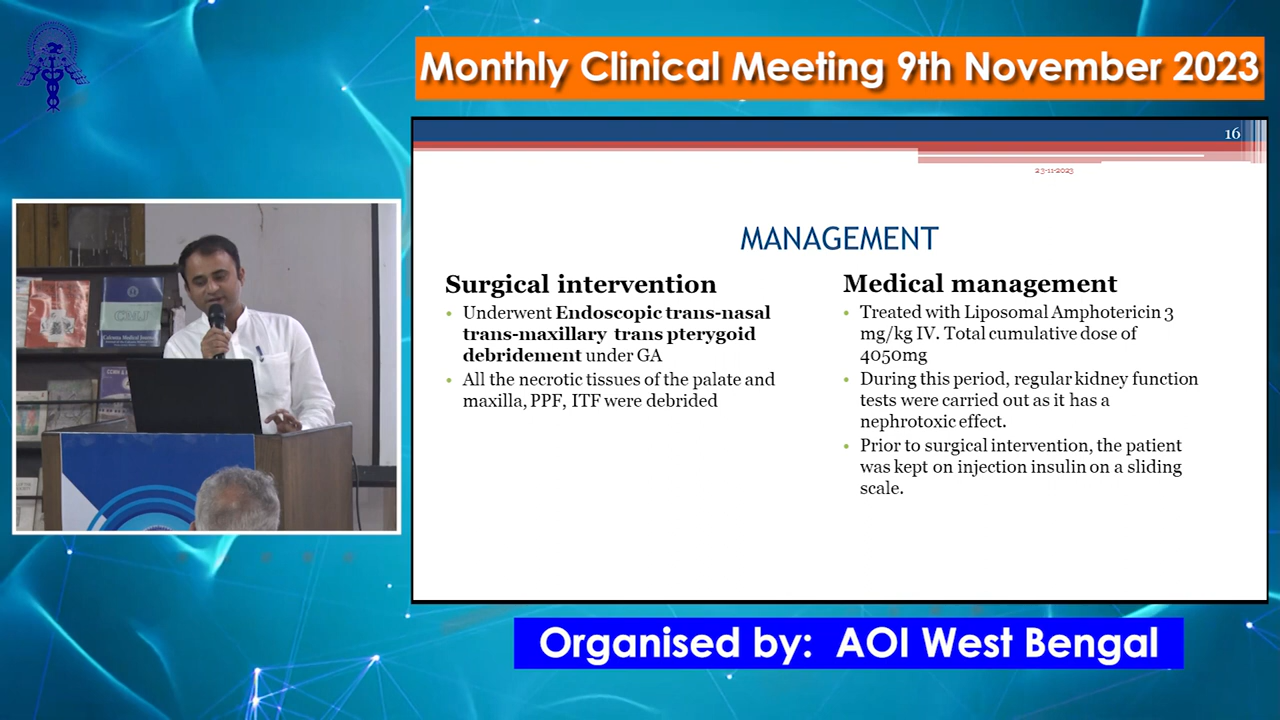 Monthly Clinical Meeting 9th November 2023
16
23-11-2023
MANAGEMENT
Surgical intervention
• Underwent Endoscopic trans-nasal
trans-maxillary trans pterygoid
debridement under GA
• All the necrotic tissues of the palate and
maxilla, PPF, ITF were debrided
Medical management
• Treated with Liposomal Amphotericin 3
mg/kg IV. Total cumulative dose of
4050mg
• During this period, regular kidney function
tests were carried out as it has a
nephrotoxic effect.
• Prior to surgical intervention, the patient
was kept on injection insulin on a sliding
scale.
CMJ
Calcutta Medical Journal
Organised by: AOI West Bengal